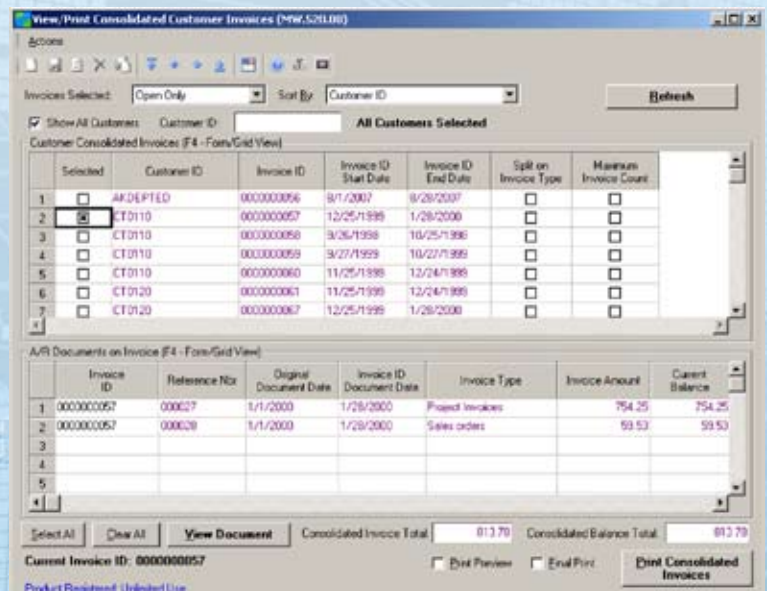 View/Print Consolidated Customer Invoices (MW.520.00)
Actions
Invoices Selected: Open Only Sort By: Customer ID Refresh
Show All Customers Customer ID: All Customers Selected
Customer Consolidated Invoices (F4 - Form/Grid View)
Selected Customer ID Invoice ID Invoice ID Start Date Invoice ID End Date Split on Invoice Type Maximum Invoice Count
1 AKDEPTED 0000000056 8/1/2007 8/28/2007
2 CT0110 0000000057 12/25/1999 1/28/2000
3 CT0110 0000000058 9/26/1998 10/25/1998
4 CT0110 0000000059 9/27/1999 10/27/1999
5 CT0110 0000000060 11/25/1999 12/24/1999
6 CT0120 0000000061 11/25/1999 12/24/1999
7 CT0120 0000000067 12/25/1999 1/28/2000
A/R Documents on Invoice (F4 - Form/Grid View)
Invoice ID Reference Nbr Original Document Date Invoice ID Document Date Invoice Type Invoice Amount Current Balance
1 0000000057 000027 1/1/2000 1/28/2000 Project Invoices 754.25 754.25
2 0000000057 000028 1/1/2000 1/28/2000 Sales orders 59.53 59.53
3
4
5
Select All Clear All View Document Consolidated Invoice Total: 813.78 Consolidated Balance Total: 813.78
Current Invoice ID: 0000000057 Print Preview Final Print Print Consolidated Invoices
Product Registered: Unlimited Use